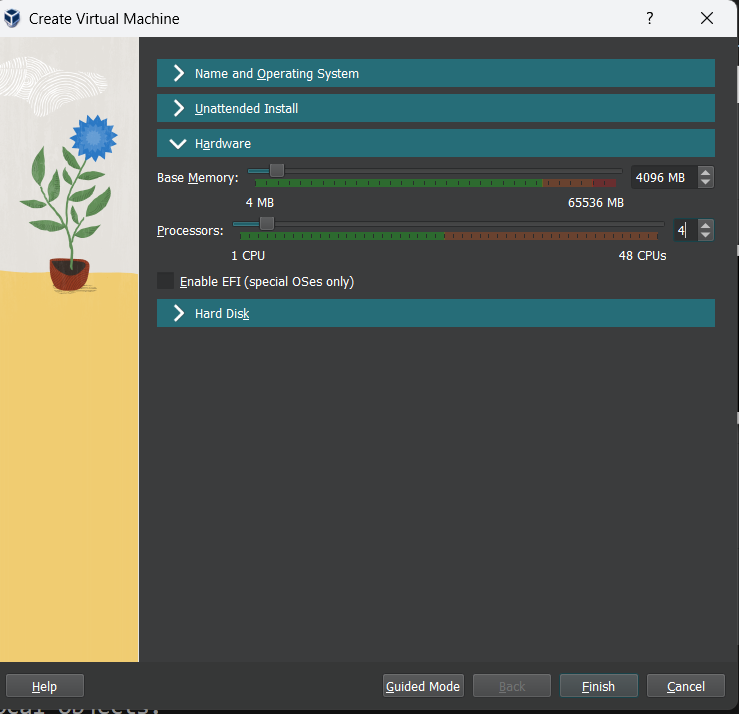 Create Virtual Machine
?
Name and Operating System
Unattended Install
Hardware
Base Memory:
4096 MB
4 MB
65536 MB
Processors:
4
1 CPU
48 CPUs
Enable EFI (special OSes only)
Hard Disk
Help
Guided Mode
Back
Finish
Cancel